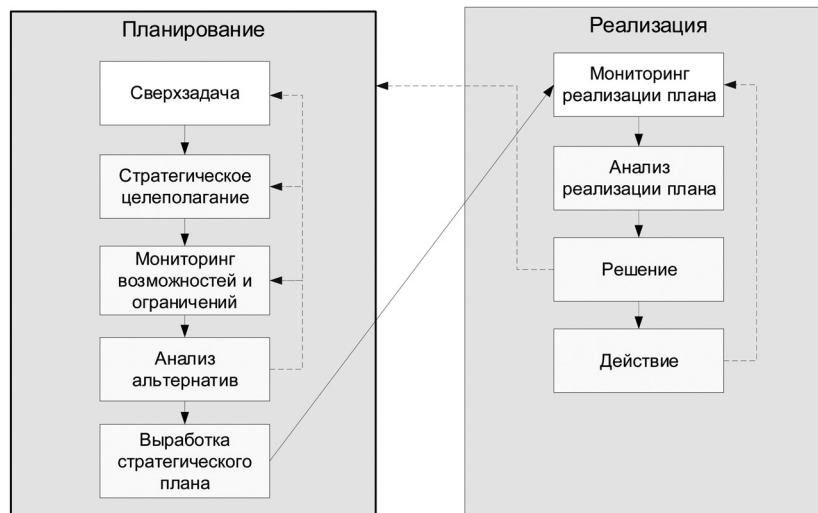 Планирование
Сверхзадача
Стратегическое
целеполагание
Мониторинг
возможностей и
ограничений
Анализ
альтернатив
Выработка
стратегического
плана
Реализация
Мониторинг
реализации плана
Анализ
реализации плана
Решение
Действие